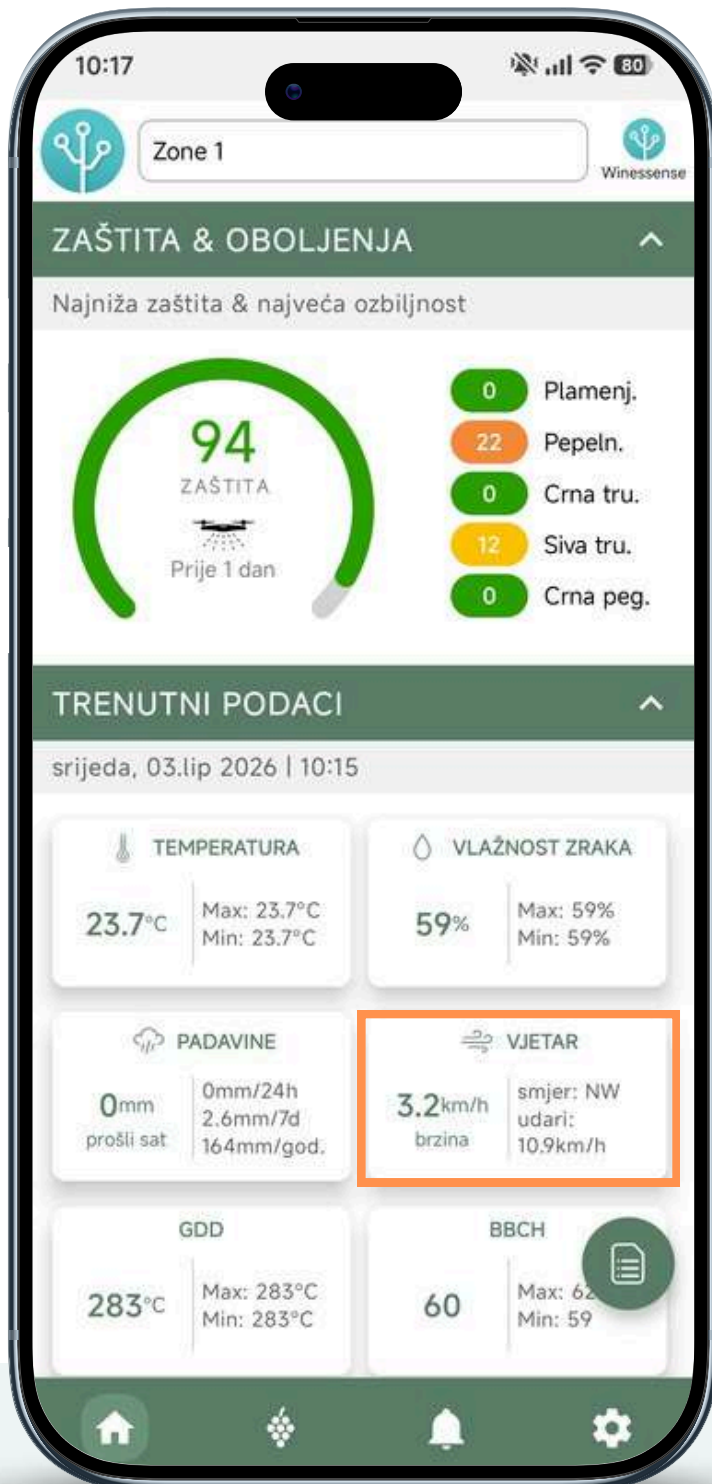 10:17
80
Zone 1
Winessense
ZAŠTITA & OBOLJENJA
Najniža zaštita & najveća ozbiljnost
94
ZAŠTITA
Prije 1 dan
0 Plamenj.
22 Pepeln.
0 Crna tru.
12 Siva tru.
0 Crna peg.
TRENUTNI PODACI
srijeda, 03.lip 2026 | 10:15
TEMPERATURA
23.7°C
Max: 23.7°C
Min: 23.7°C
VLAŽNOST ZRAKA
59%
Max: 59%
Min: 59%
PADAVINE
0mm
prošli sat
0mm/24h
2.6mm/7d
164mm/god.
VJETAR
3.2km/h
brzina
smjer: NW
udari:
10.9km/h
GDD
283°C
Max: 283°C
Min: 283°C
BBCH
60
Max: 62
Min: 59